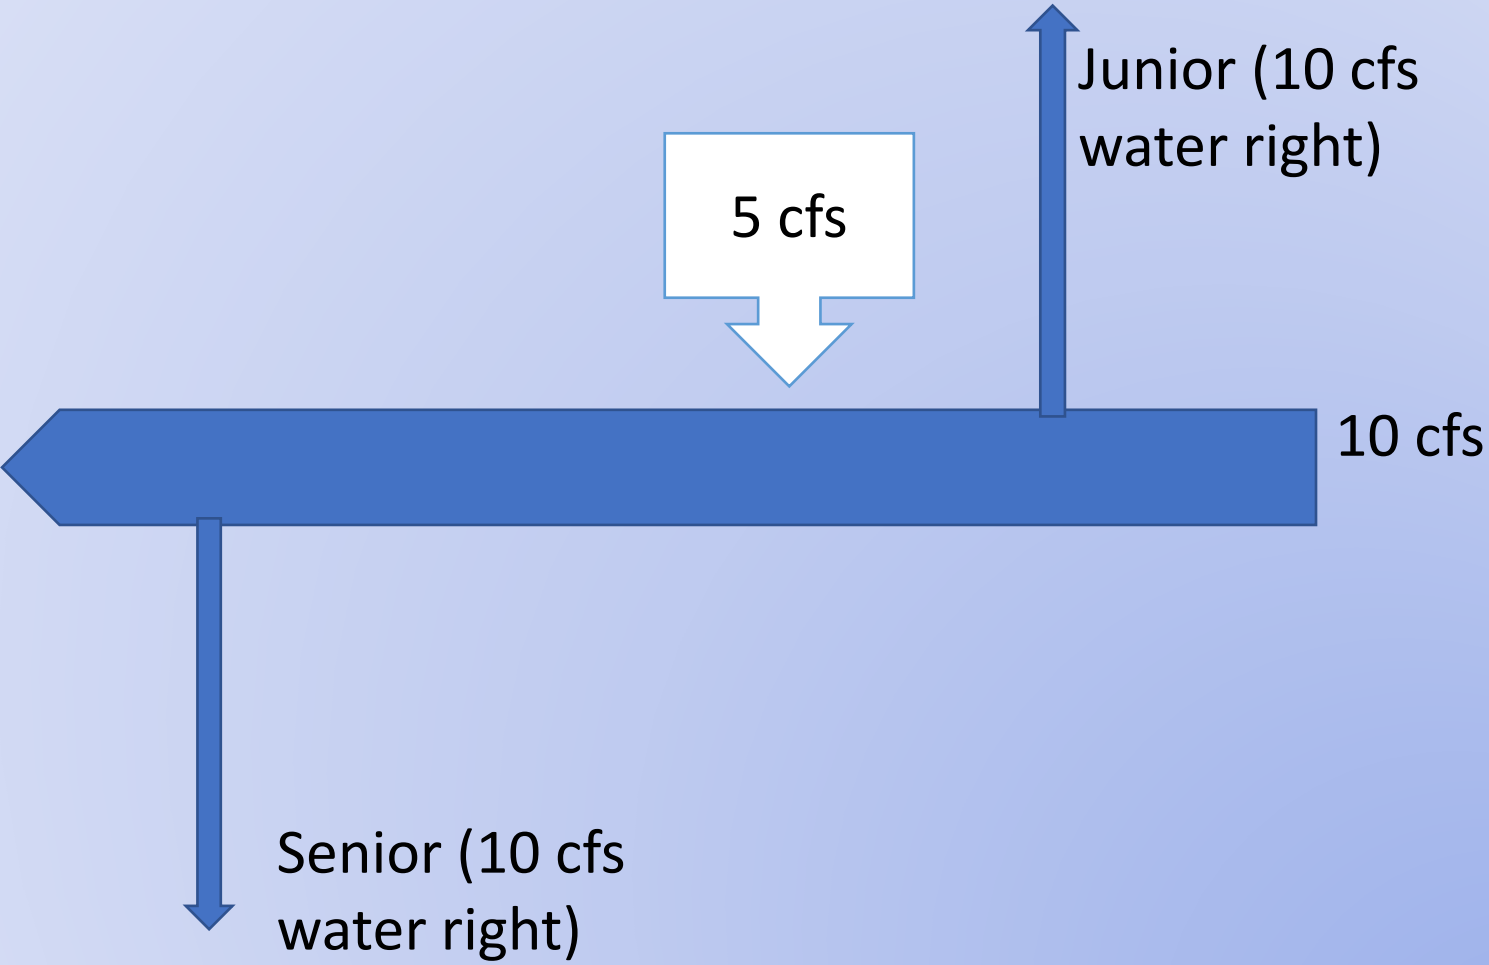 Junior (10 cfs
water right)
5 cfs
10 cfs
Senior (10 cfs
water right)